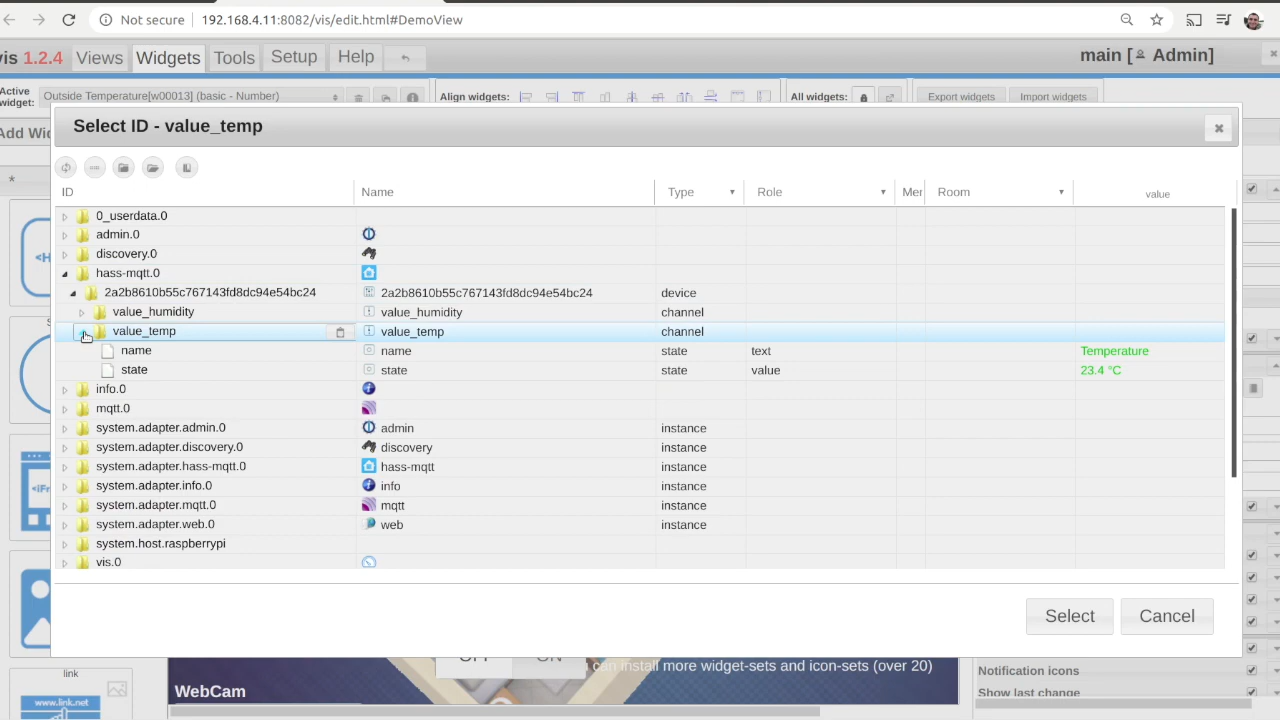 Not secure 192.168.4.11:8082/vis/edit.html#DemoView
vis 1.2.4 Views Widgets Tools Setup Help main [ Admin]
Active widget: Outside Temperature[w00013] (basic - Number) Align widgets: All widgets: Export widgets Import widgets
Add Wi
Select ID - value_temp
*
ID Name Type Role Mer Room value
0_userdata.0
admin.0
discovery.0
hass-mqtt.0
2a2b8610b55c767143fd8dc94e54bc24 2a2b8610b55c767143fd8dc94e54bc24 device
value_humidity value_humidity channel
value_temp value_temp channel
name name state text Temperature
state state state value 23.4 °C
info.0
mqtt.0
system.adapter.admin.0 admin instance
system.adapter.discovery.0 discovery instance
system.adapter.hass-mqtt.0 hass-mqtt instance
system.adapter.info.0 info instance
system.adapter.mqtt.0 mqtt instance
system.adapter.web.0 web instance
system.host.raspberrypi
vis.0
Select Cancel
can install more widget-sets and icon-sets (over 20)
Notification icons
link
WebCam
Show last change
www.link.net